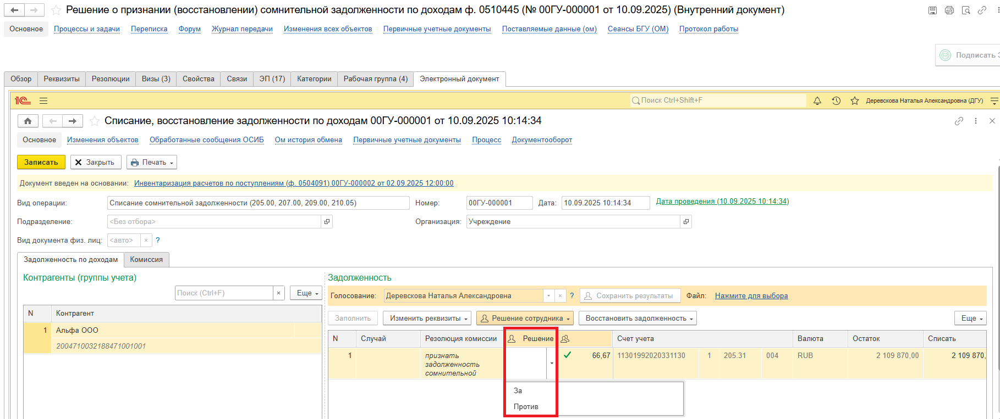 Решение о признании (восстановлении) сомнительной задолженности по доходам ф. 0510445 (№ 00ГУ-000001 от 10.09.2025) (Внутренний документ)
Основное Процессы и задачи Переписка Форум Журнал передачи Изменения всех объектов Первичные учетные документы Поставляемые данные (ом) Сеансы БГУ (ОМ) Протокол работы
Подписать
Обзор Реквизиты Резолюции Визы (3) Свойства Связи ЭП (17) Категории Рабочая группа (4) Электронный документ
1С Поиск Ctrl+Shift+F Деревскова Наталья Александровна (ДГУ)
Списание, восстановление задолженности по доходам 00ГУ-000001 от 10.09.2025 10:14:34
Основное Изменения объектов Обработанные сообщения ОСИБ Ом история обмена Первичные учетные документы Процесс Документооборот
Записать Закрыть Печать
Документ введен на основании: Инвентаризация расчетов по поступлениям (ф. 0504091) 00ГУ-000002 от 02.09.2025 12:00:00
Вид операции: Списание сомнительной задолженности (205.00, 207.00, 209.00, 210.05) Номер: 00ГУ-000001 Дата: 10.09.2025 10:14:34 Дата проведения (10.09.2025 10:14:34)
Подразделение: <Без отбора> Организация: Учреждение
Вид документа физ. лиц: <авто> × ?
Задолженность по доходам Комиссия
Контрагенты (группы учета)
Поиск (Ctrl+F) × Еще
N Контрагент
1 Альфа ООО
2004710032188471001001
Задолженность
Голосование: Деревскова Наталья Александровна × ? Сохранить результаты Файл: Нажмите для выбора
Заполнить Изменить реквизиты Решение сотрудника Восстановить задолженность Еще
N Случай Резолюция комиссии Решение Счет учета Валюта Остаток Списать
1 признать задолженность сомнительной 66,67 11301992020331130 1 205.31 004 RUB 2 109 870,00 2 109 870,
За
Против